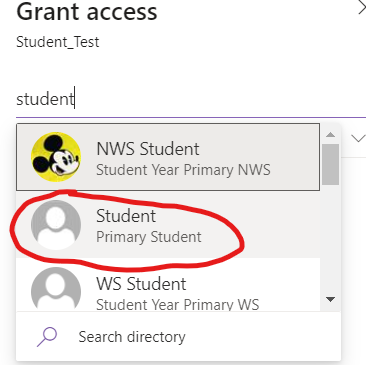 Grant access
Student_Test
student
NWS Student
Student Year Primary NWS
Student
Primary Student
WS Student
Student Year Primary WS
Search directory